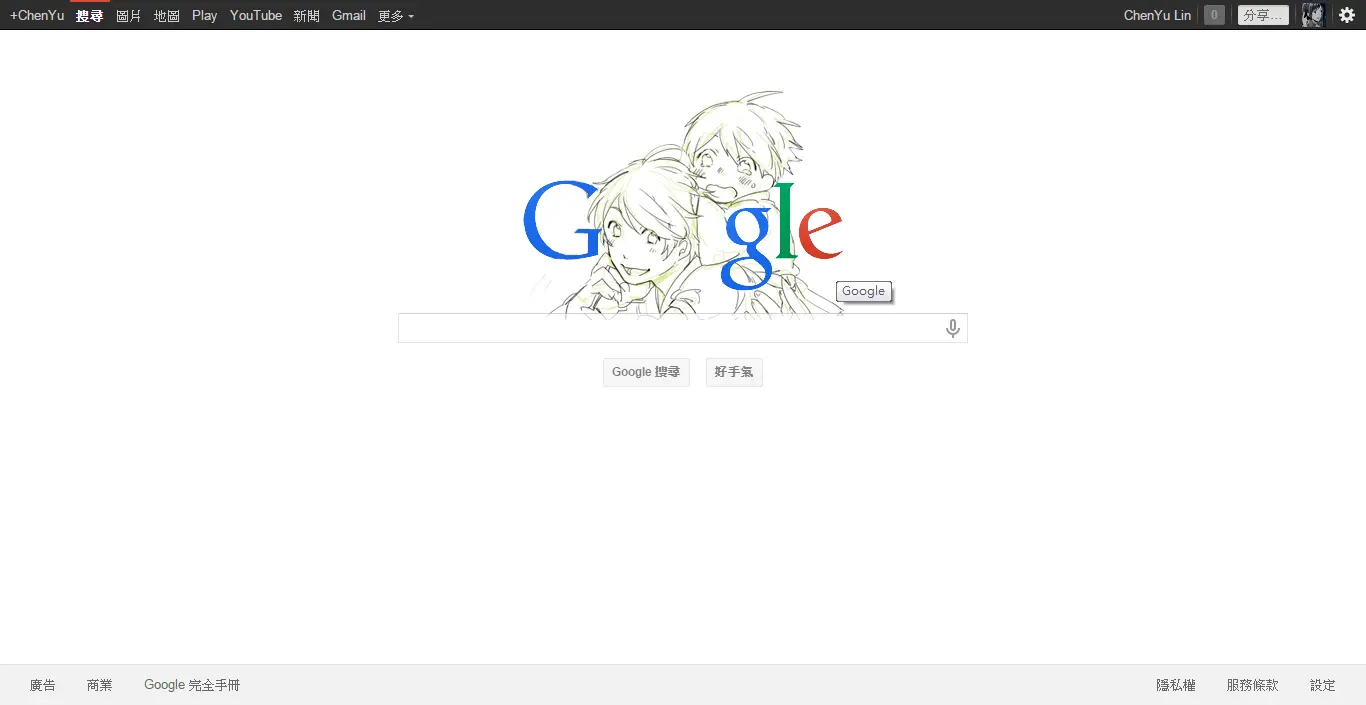 +ChenYu 搜尋 圖片 地圖 Play YouTube 新聞 Gmail 更多 ChenYu Lin 0 分享...
Google
Google
Google 搜尋 好手氣
廣告 商業 Google 完全手冊 隱私權 服務條款 設定